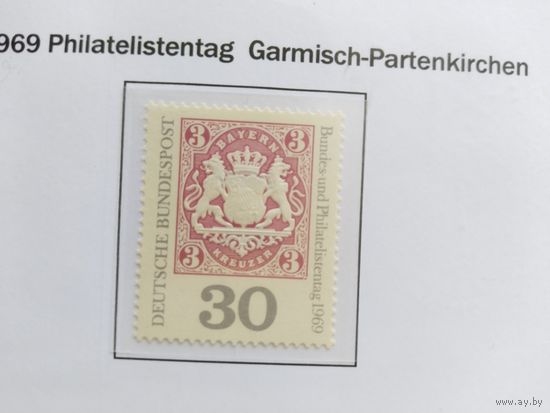 969 Philatelistentag Garmisch-Partenkirchen
DEUTSCHE BUNDESPOST
3 BAYERN 3
3 KREUZER 3
Bundes- und Philatelistentag 1969
30
www.ay.by